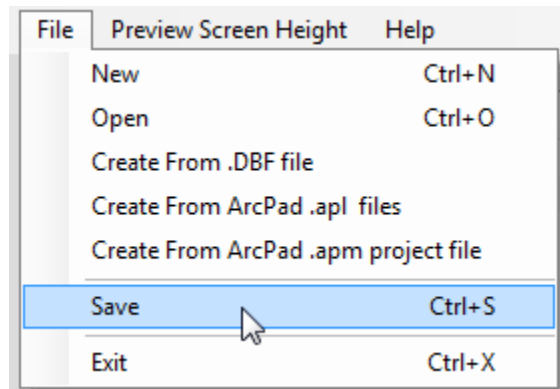 File Preview Screen Height Help
New Ctrl+N
Open Ctrl+O
Create From .DBF file
Create From ArcPad .apl files
Create From ArcPad .apm project file
Save Ctrl+S
Exit Ctrl+X